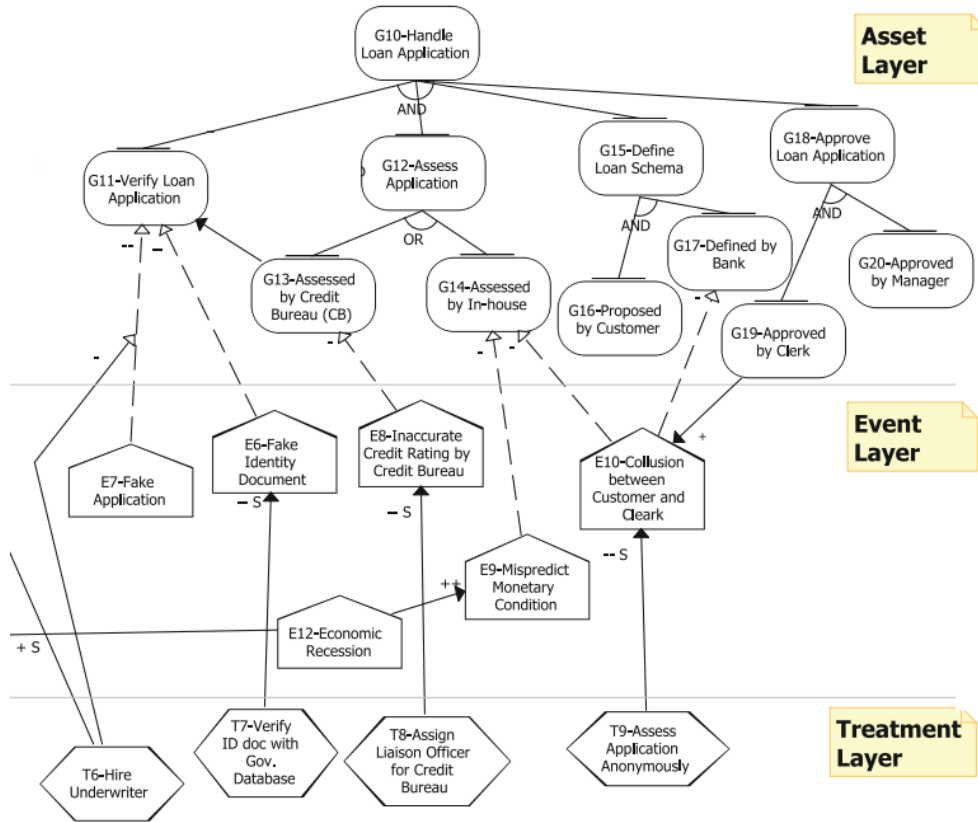 G10-Handle
Loan Application
Asset
Layer
AND
G11-Verify Loan
Application
G12-Assess
Application
G15-Define
Loan Schema
G18-Approve
Loan Application
-- –
OR
AND
AND
G13-Assessed
by Credit
Bureau (CB)
G14-Assessed
by In-house
G17-Defined by
Bank
G16-Proposed
by Customer
G20-Approved
by Manager
G19-Approved
by Clerk
-
-
-
-
-
+
Event
Layer
E7-Fake
Application
E6-Fake
Identity
Document
E8-Inaccurate
Credit Rating by
Credit Bureau
E10-Collusion
between
Customer and
Cleark
– S
– S
-- S
E9-Mispredict
Monetary
Condition
++
E12-Economic
Recession
+ S
Treatment
Layer
T6-Hire
Underwriter
T7-Verify
ID doc with
Gov.
Database
T8-Assign
Liaison Officer
for Credit
Bureau
T9-Assess
Application
Anonymously